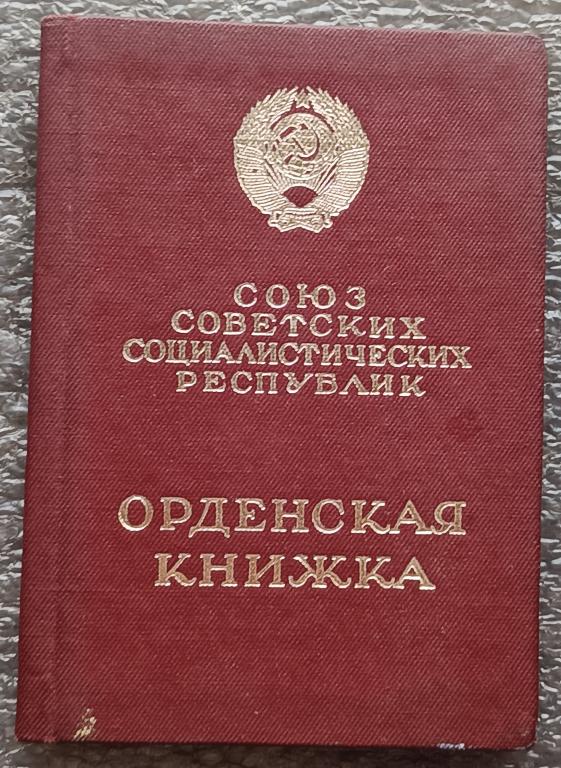 СОЮЗ
СОВЕТСКИХ
СОЦИАЛИСТИЧЕСКИХ
РЕСПУБЛИК
ОРДЕНСКАЯ
КНИЖКА